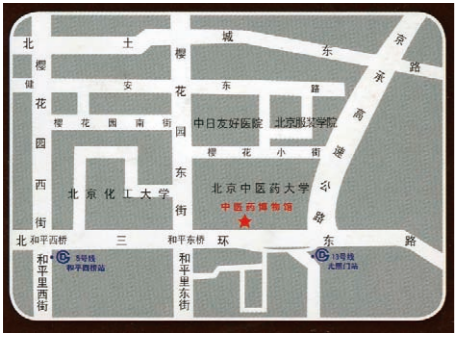 北土城东路
健安东路
樱花园西街
樱花园东街
京承高速公路
中日友好医院
北京服装学院
樱花园南街
樱花小街
北京化工大学
北京中医药大学
中医药博物馆
北三环东路
和平西桥
和平东桥
5号线
和平西桥站
13号线
光熙门站
和平里西街
和平里东街